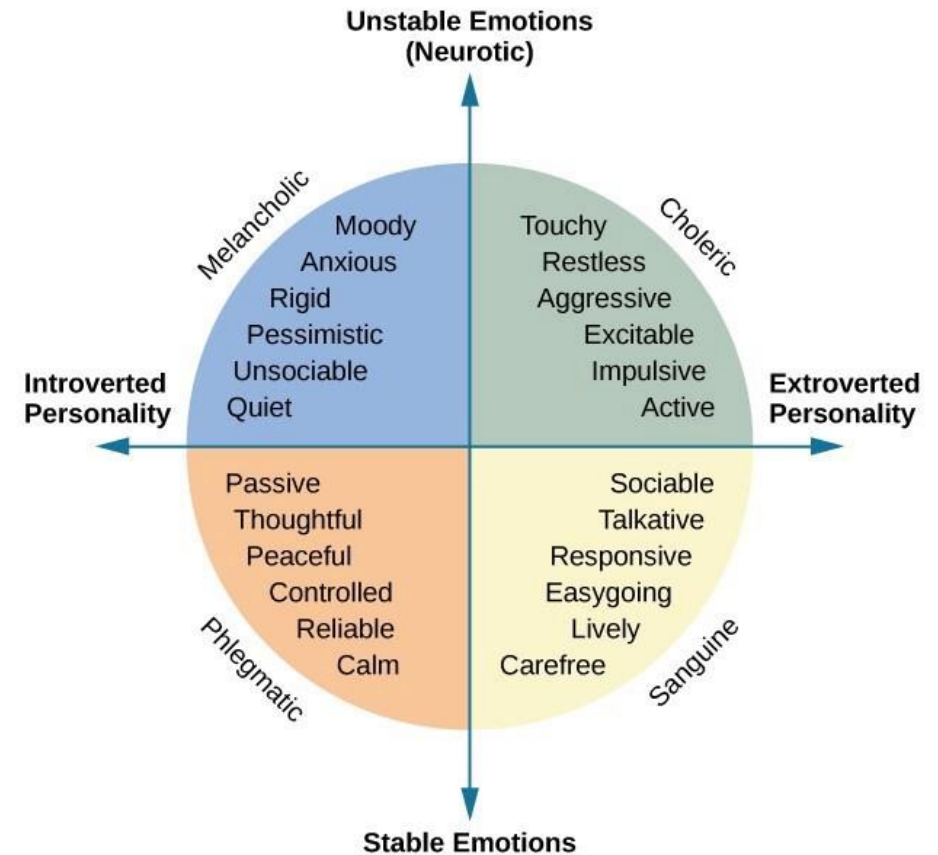 Unstable Emotions
(Neurotic)
Melancholic
Moody
Anxious
Rigid
Pessimistic
Unsociable
Quiet
Choleric
Touchy
Restless
Aggressive
Excitable
Impulsive
Active
Introverted
Personality
Extroverted
Personality
Passive
Thoughtful
Peaceful
Controlled
Reliable
Calm
Phlegmatic
Sociable
Talkative
Responsive
Easygoing
Lively
Carefree
Sanguine
Stable Emotions